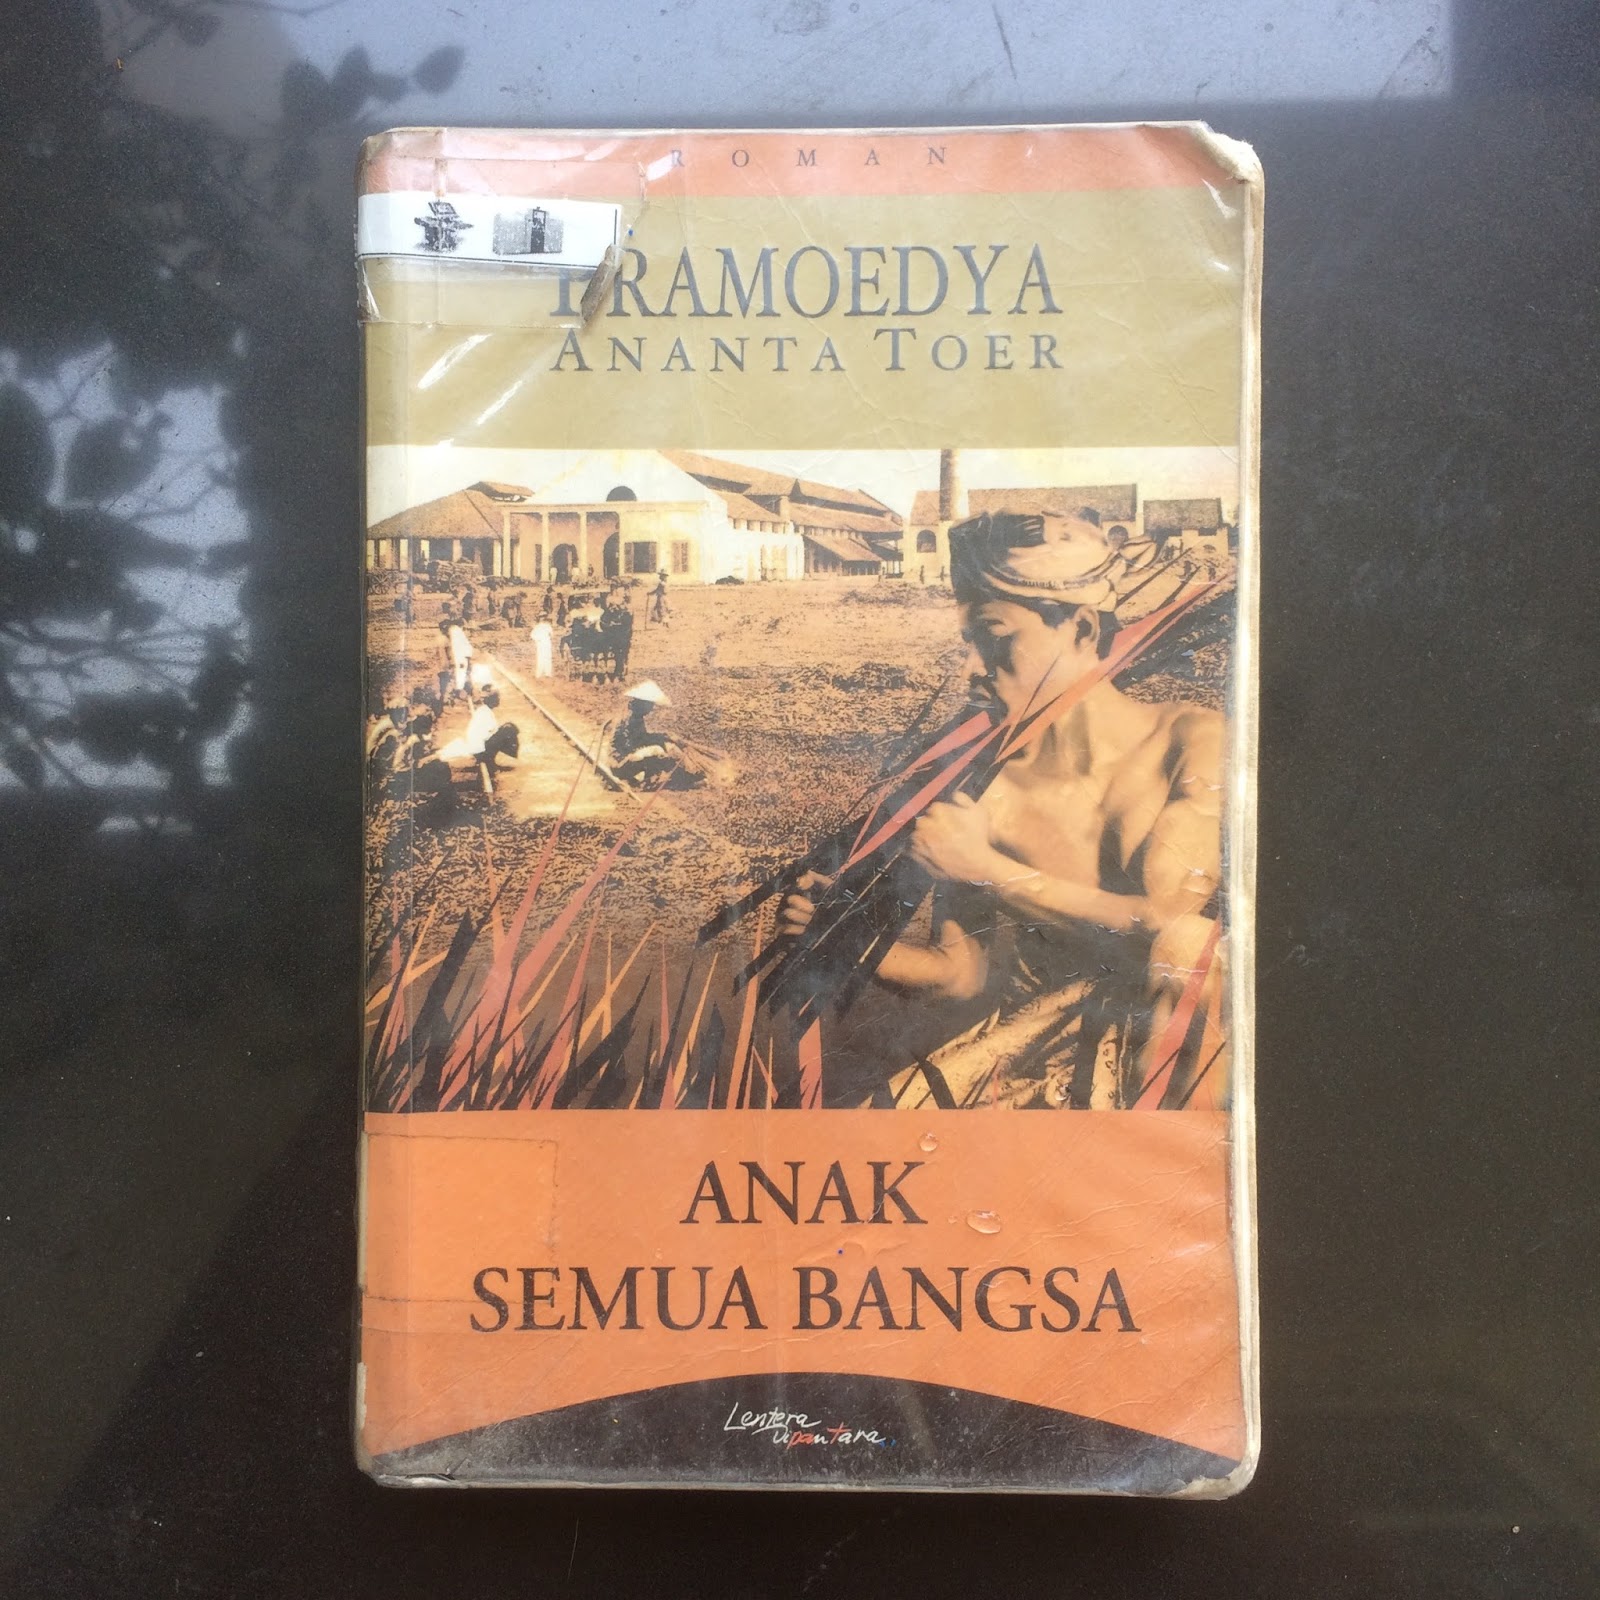 ROMAN
PRAMOEDYA
ANANTA TOER
ANAK
SEMUA BANGSA
Lentera
Dipantara